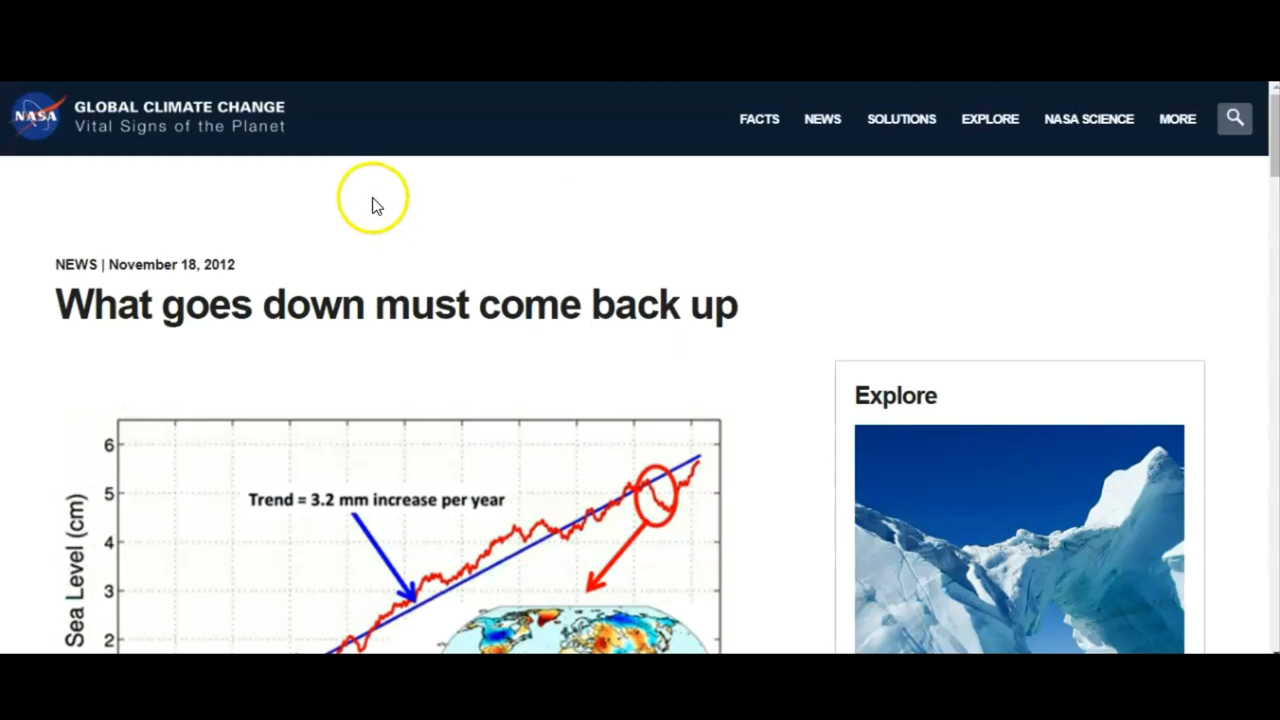 NASA
GLOBAL CLIMATE CHANGE
Vital Signs of the Planet
FACTS NEWS SOLUTIONS EXPLORE NASA SCIENCE MORE
NEWS | November 18, 2012
What goes down must come back up
Explore
6
5
4
3
2
Sea Level (cm)
Trend = 3.2 mm increase per year